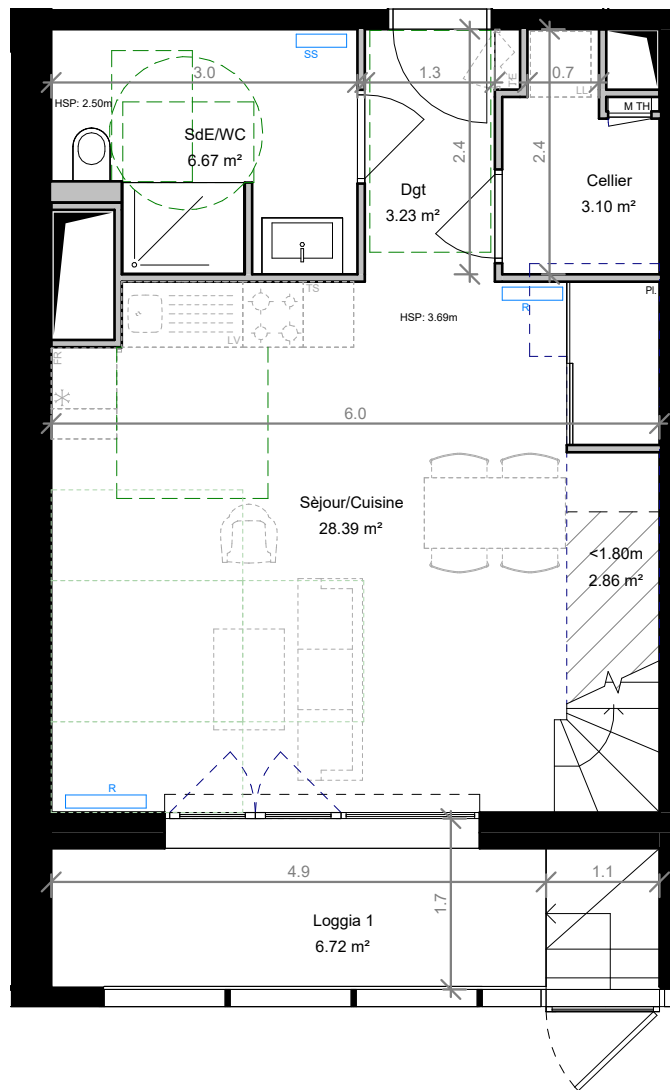 SS
3.0
1.3
0.7
TE
LL
HSP: 2.50m
M TH
SdE/WC
6.67 m²
2.4
2.4
Dgt
3.23 m²
Cellier
3.10 m²
TS
R
Pl.
HSP: 3.69m
LV
FR
6.0
Sèjour/Cuisine
28.39 m²
<1.80m
2.86 m²
R
4.9
1.7
1.1
Loggia 1
6.72 m²